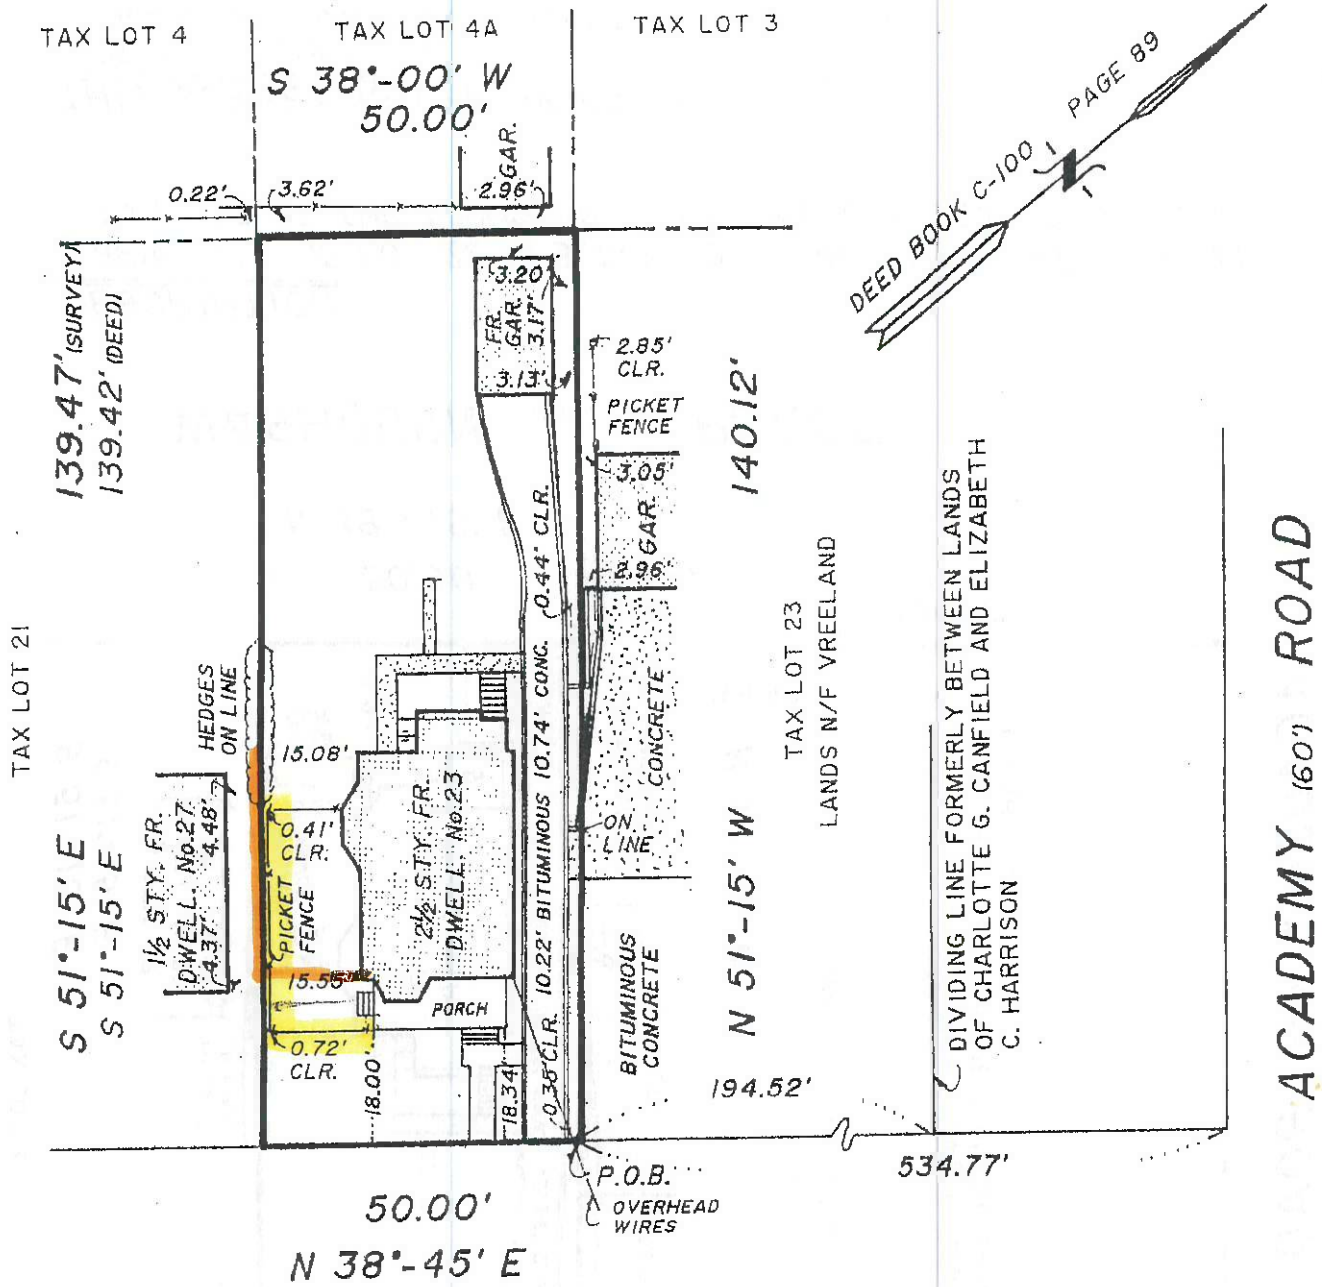 TAX LOT 4
TAX LOT 4A
TAX LOT 3
S 38°-00' W
50.00'
GAR.
0.22'
3.62'
2.96'
DEED BOOK C-100
PAGE 89
N
139.47' (SURVEY)
139.42' (DEED)
3.20'
FR.
GAR.
3.17'
3.13'
2.85'
CLR.
PICKET
FENCE
3.05'
GAR.
2.96'
140.12'
TAX LOT 21
HEDGES
ON LINE
15.08'
0.41'
CLR.
PICKET
FENCE
15.55'
0.72'
CLR.
1½ STY. FR.
DWELL. No.27
4.37'
4.48'
S 51°-15' E
S 51°-15' E
2½ STY. FR.
DWELL. No.23
PORCH
18.00'
18.34'
0.38' CLR.
10.22' BITUMINOUS
10.74 CONC.
0.44' CLR.
CONCRETE
ON
LINE
BITUMINOUS
CONCRETE
N 51°-15' W
TAX LOT 23
LANDS N/F VREELAND
DIVIDING LINE FORMERLY BETWEEN LANDS
OF CHARLOTTE G. CANFIELD AND ELIZABETH
C. HARRISON
ACADEMY (60') ROAD
194.52'
534.77'
P.O.B.
OVERHEAD
WIRES
50.00'
N 38°-45' E